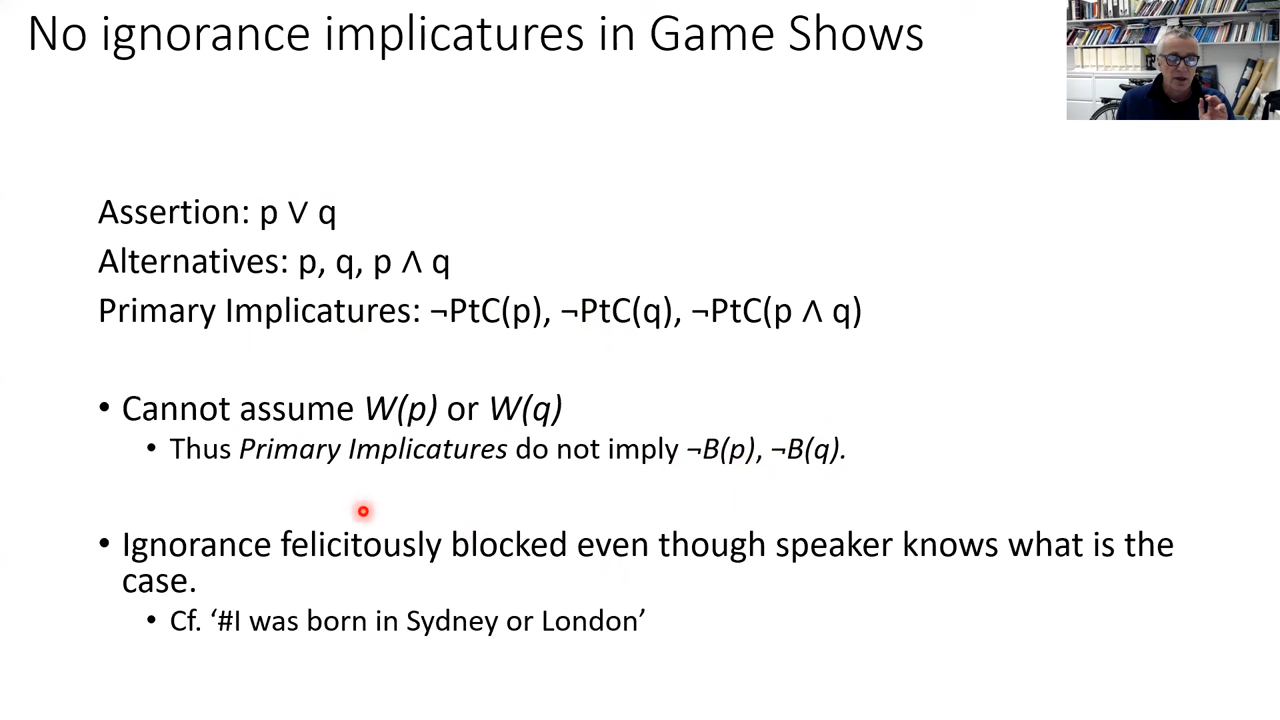 No ignorance implicatures in Game Shows
Assertion: p ∨ q
Alternatives: p, q, p ∧ q
Primary Implicatures: ¬PtC(p), ¬PtC(q), ¬PtC(p ∧ q)
• Cannot assume W(p) or W(q)
• Thus Primary Implicatures do not imply ¬B(p), ¬B(q).
• Ignorance felicitously blocked even though speaker knows what is the
case.
• Cf. ‘#I was born in Sydney or London’